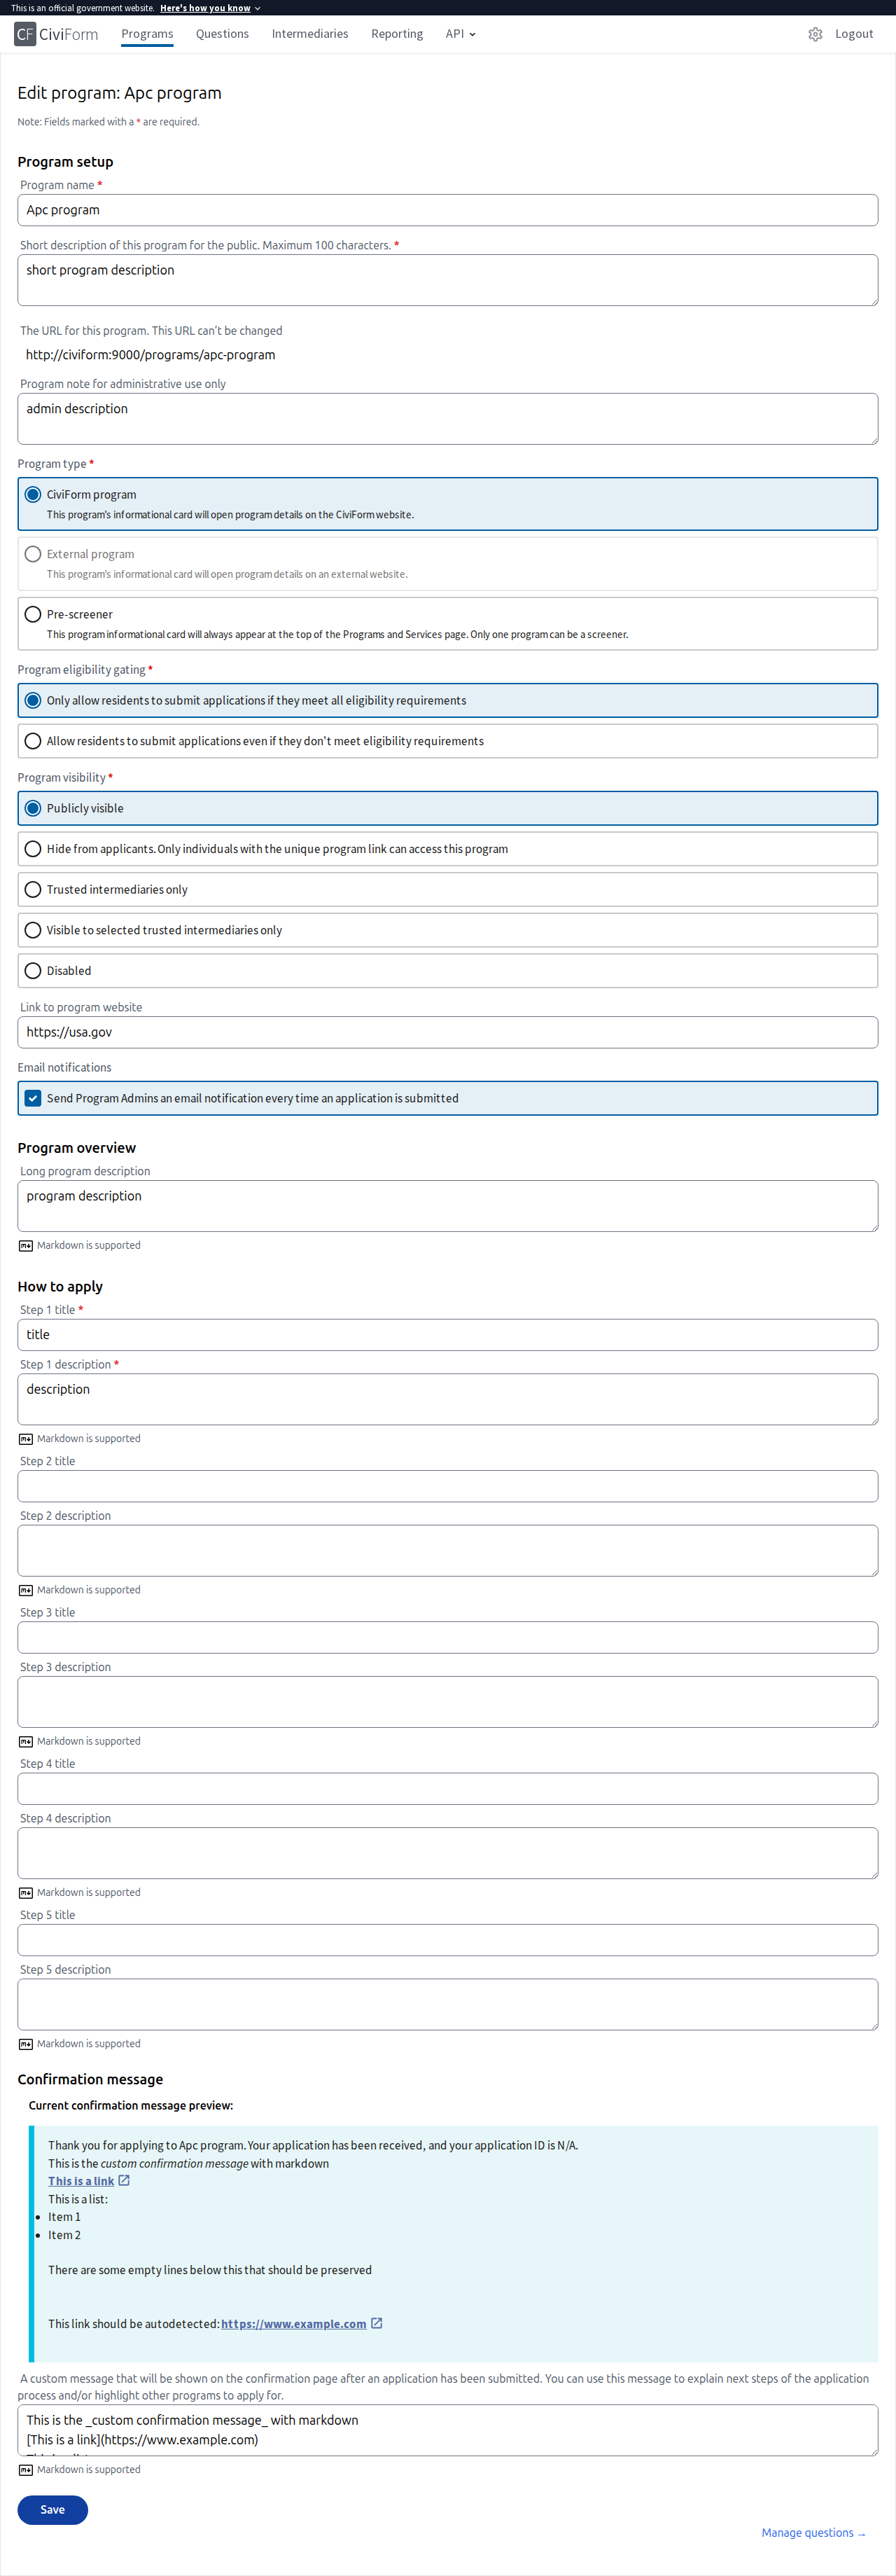 This is an official government website. Here's how you know
CF CiviForm Programs Questions Intermediaries Reporting API Logout
Edit program: Apc program
Note: Fields marked with a * are required.
Program setup
Program name *
Apc program
Short description of this program for the public. Maximum 100 characters. *
short program description
The URL for this program. This URL can't be changed
http://civiform:9000/programs/apc-program
Program note for administrative use only
admin description
Program type *
CiviForm program
This program's informational card will open program details on the CiviForm website.
External program
This program's informational card will open program details on an external website.
Pre-screener
This program informational card will always appear at the top of the Programs and Services page. Only one program can be a screener.
Program eligibility gating *
Only allow residents to submit applications if they meet all eligibility requirements
Allow residents to submit applications even if they don't meet eligibility requirements
Program visibility *
Publicly visible
Hide from applicants. Only individuals with the unique program link can access this program
Trusted intermediaries only
Visible to selected trusted intermediaries only
Disabled
Link to program website
https://usa.gov
Email notifications
Send Program Admins an email notification every time an application is submitted
Program overview
Long program description
program description
Markdown is supported
How to apply
Step 1 title *
title
Step 1 description *
description
Markdown is supported
Step 2 title
Step 2 description
Markdown is supported
Step 3 title
Step 3 description
Markdown is supported
Step 4 title
Step 4 description
Markdown is supported
Step 5 title
Step 5 description
Markdown is supported
Confirmation message
Current confirmation message preview:
Thank you for applying to Apc program. Your application has been received, and your application ID is N/A.
This is the custom confirmation message with markdown
This is a link
This is a list:
Item 1
Item 2
There are some empty lines below this that should be preserved
This link should be autodetected: https://www.example.com
A custom message that will be shown on the confirmation page after an application has been submitted. You can use this message to explain next steps of the application
process and/or highlight other programs to apply for.
This is the _custom confirmation message_ with markdown
[This is a link](https://www.example.com)
Markdown is supported
Save
Manage questions →